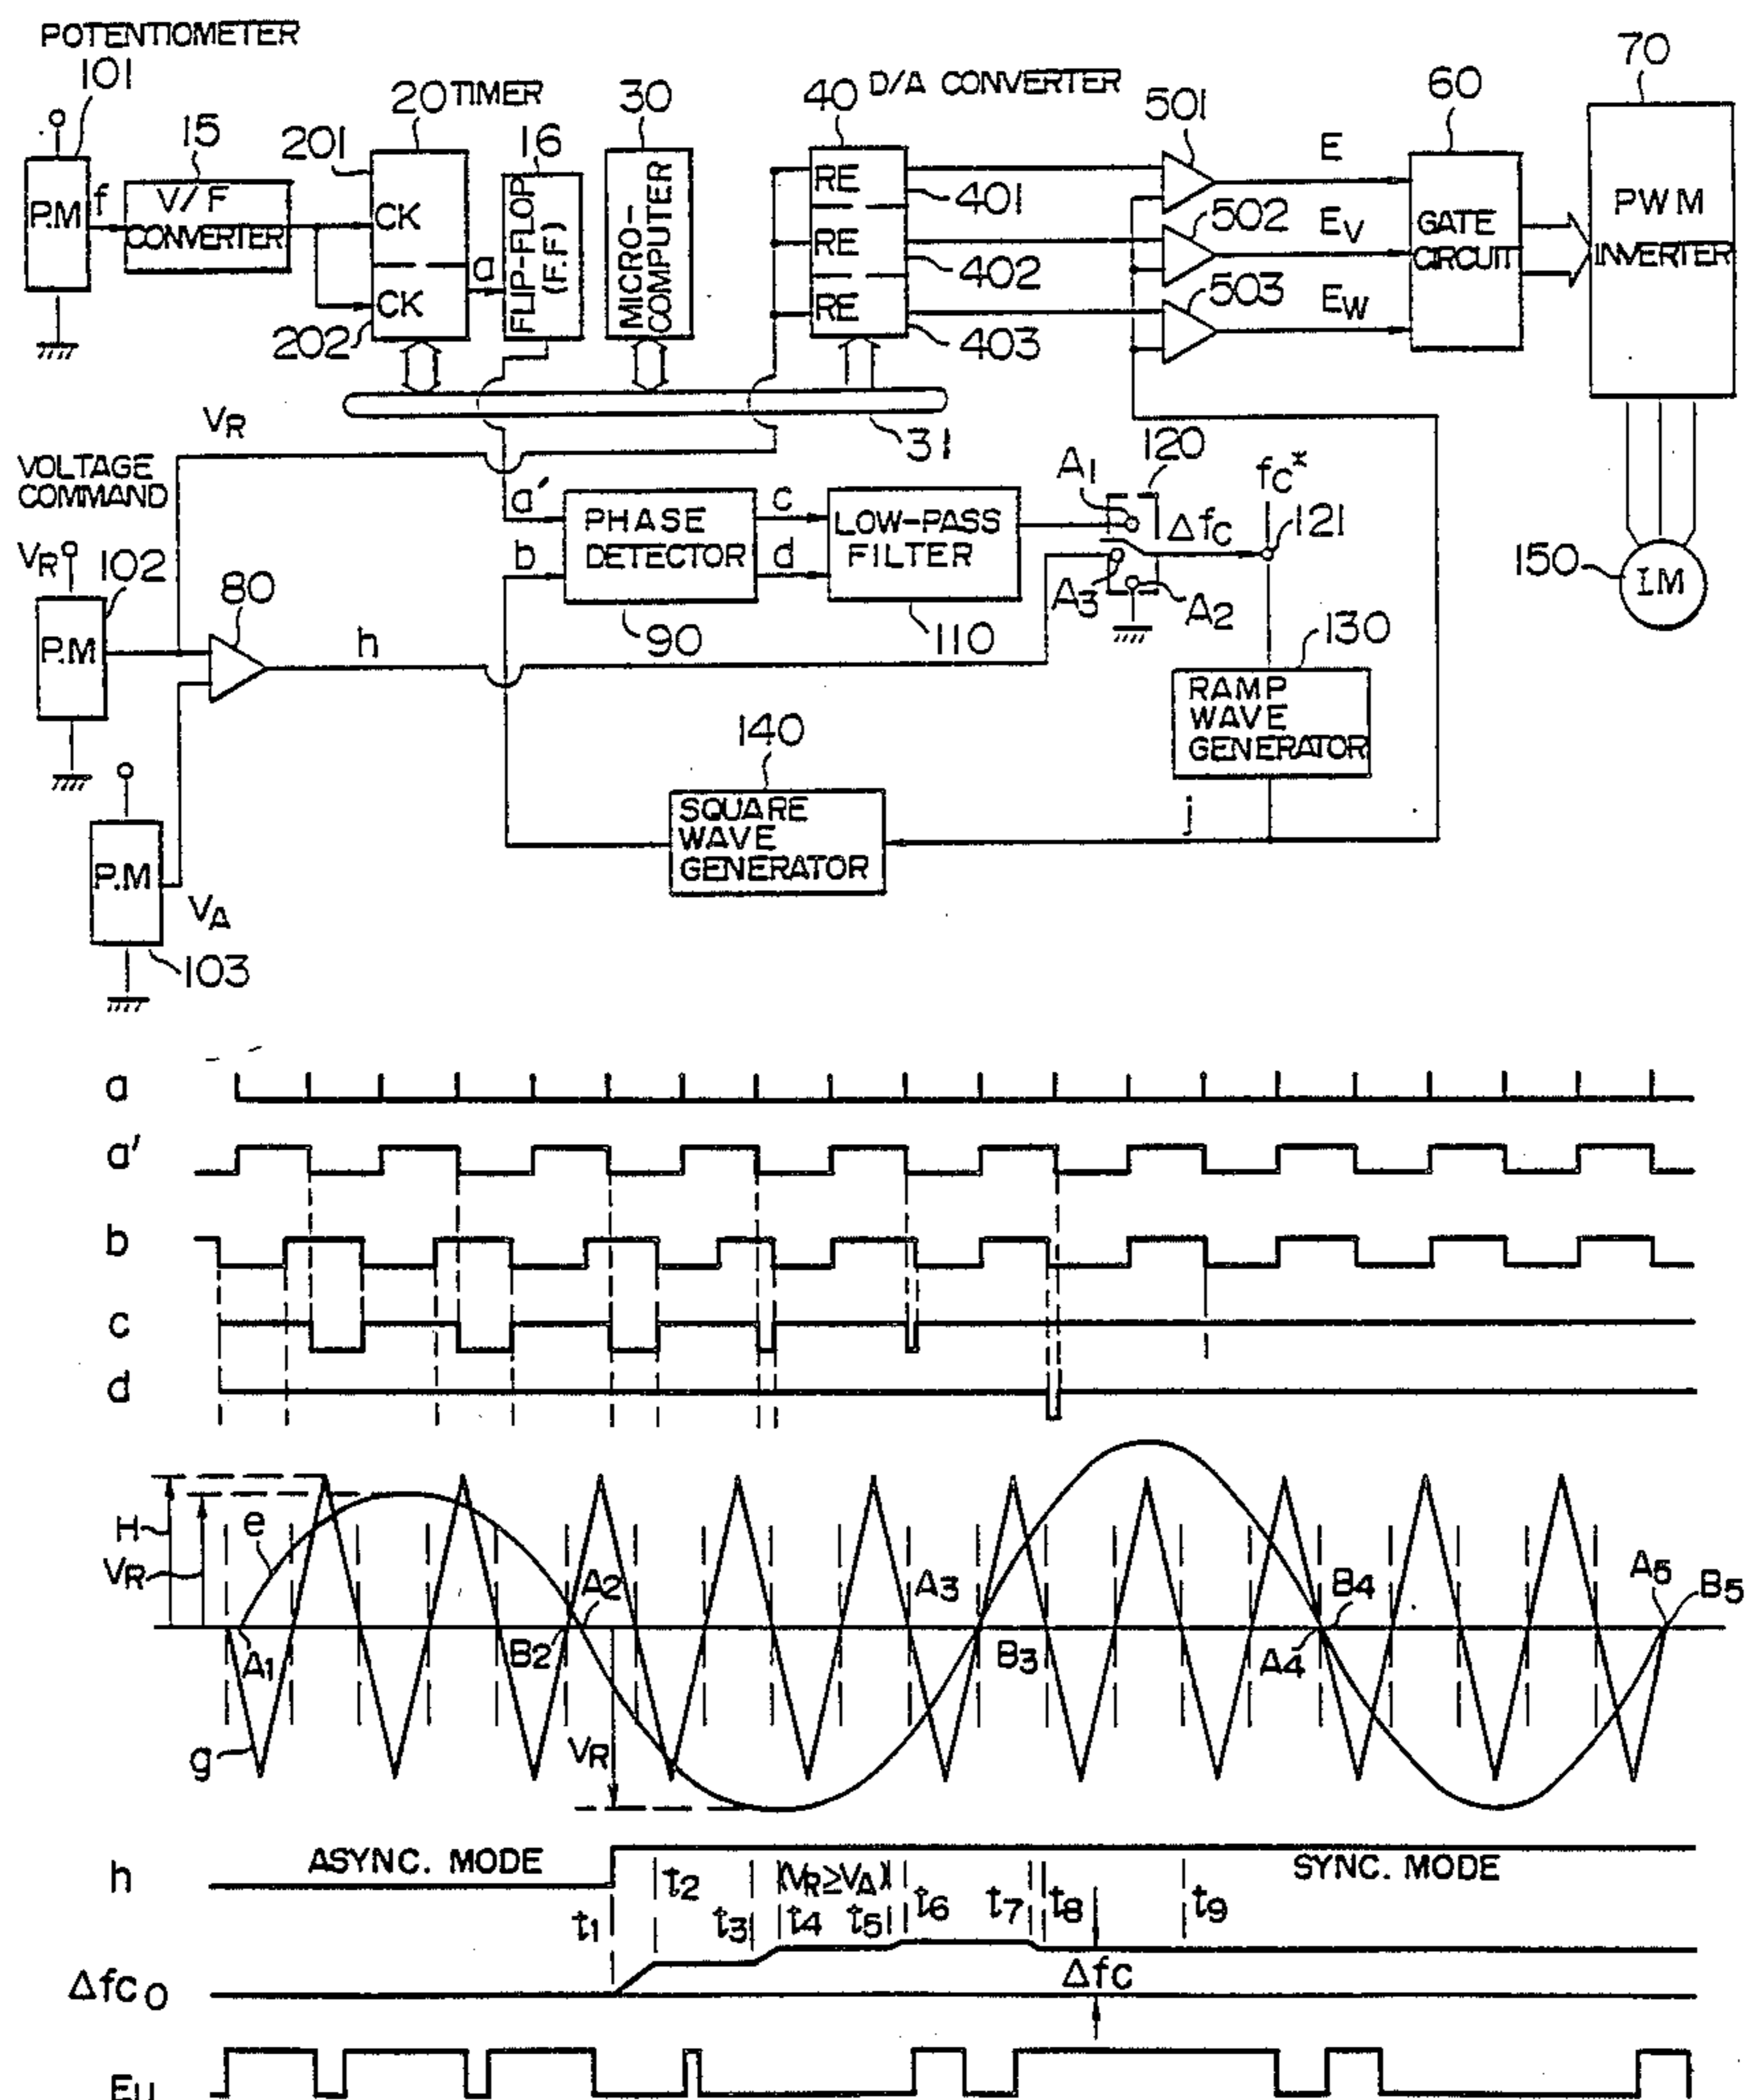 POTENTIOMETER
101
15
20 TIMER
201
16
30
40 D/A CONVERTER
501
60
70
P.M
f
V/F
CONVERTER
CK
CK
202
a
FLIP-FLOP
(F.F)
MICRO-
COMPUTER
RE
401
RE
402
RE
403
502
503
E
EV
EW
GATE
CIRCUIT
PWM
INVERTER
VR
31
VOLTAGE
COMMAND
VR
102
P.M
80
h
a'
b
PHASE
DETECTOR
90
c
d
LOW-PASS
FILTER
110
A1
120
Δfc
fc*
121
A3
A2
150
I.M
130
RAMP
WAVE
GENERATOR
140
SQUARE
WAVE
GENERATOR
j
P.M
VA
103
a
a'
b
c
d
H
VR
e
A1
g
A2
B2
VR
A3
B3
A4
B4
A5
B5
h
ASYNC. MODE
(VR≥VA)
SYNC. MODE
t1
t2
t3
t4
t5
t6
t7
t8
t9
Δfc 0
Δfc
Eu